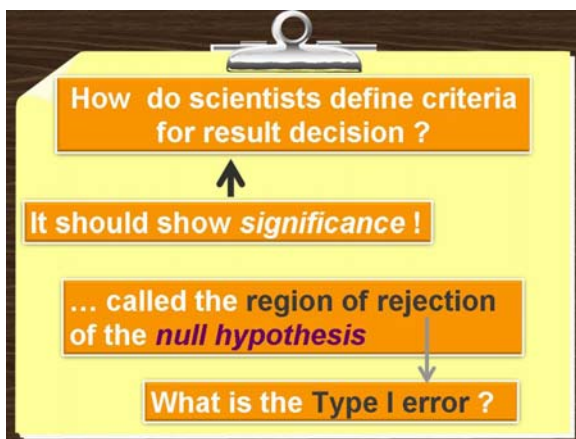 How do scientists define criteria
for result decision ?
It should show significance !
... called the region of rejection
of the null hypothesis
What is the Type I error ?